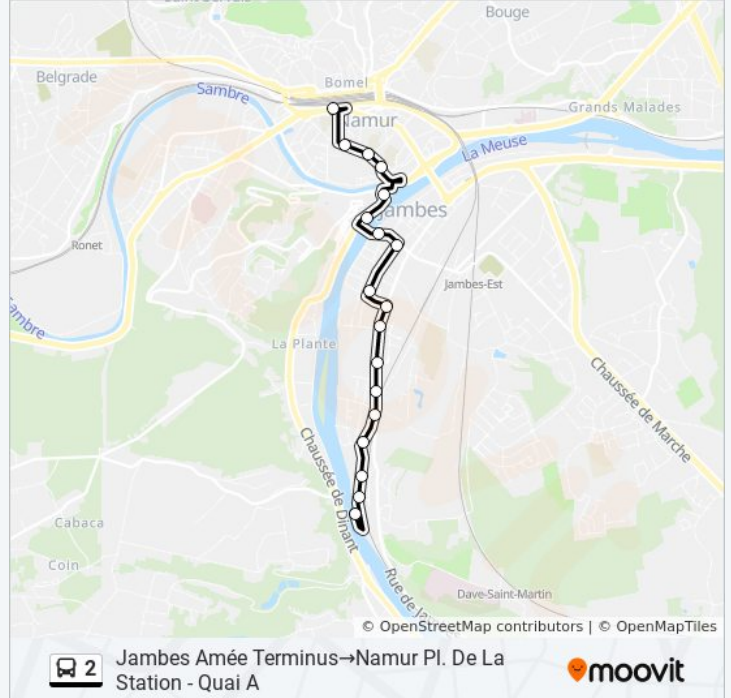 Saint-Servais
Bouge
Belgrade
Bomel
Sambre
Grands Malades
Namur
La Meuse
Jambes
Ronet
Jambes-Est
Sambre
La Plante
Chaussée de Marche
Chaussée de Dinant
Cabaca
Coin
Rue de
Dave-Saint-Martin
© OpenStreetMap contributors | © OpenMapTiles
2
Jambes Amée Terminus→Namur Pl. De La
Station - Quai A
moovit